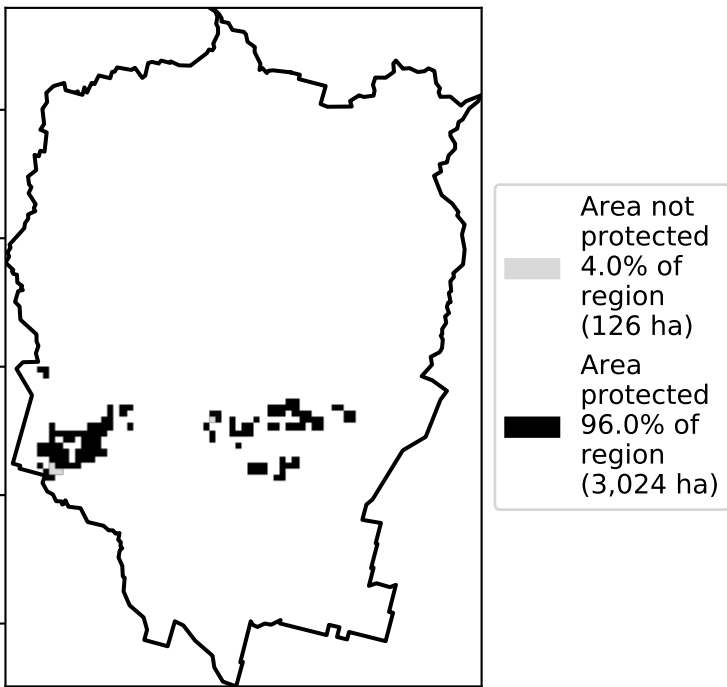 Area not
protected
4.0% of
region
(126 ha)
Area
protected
96.0% of
region
(3,024 ha)